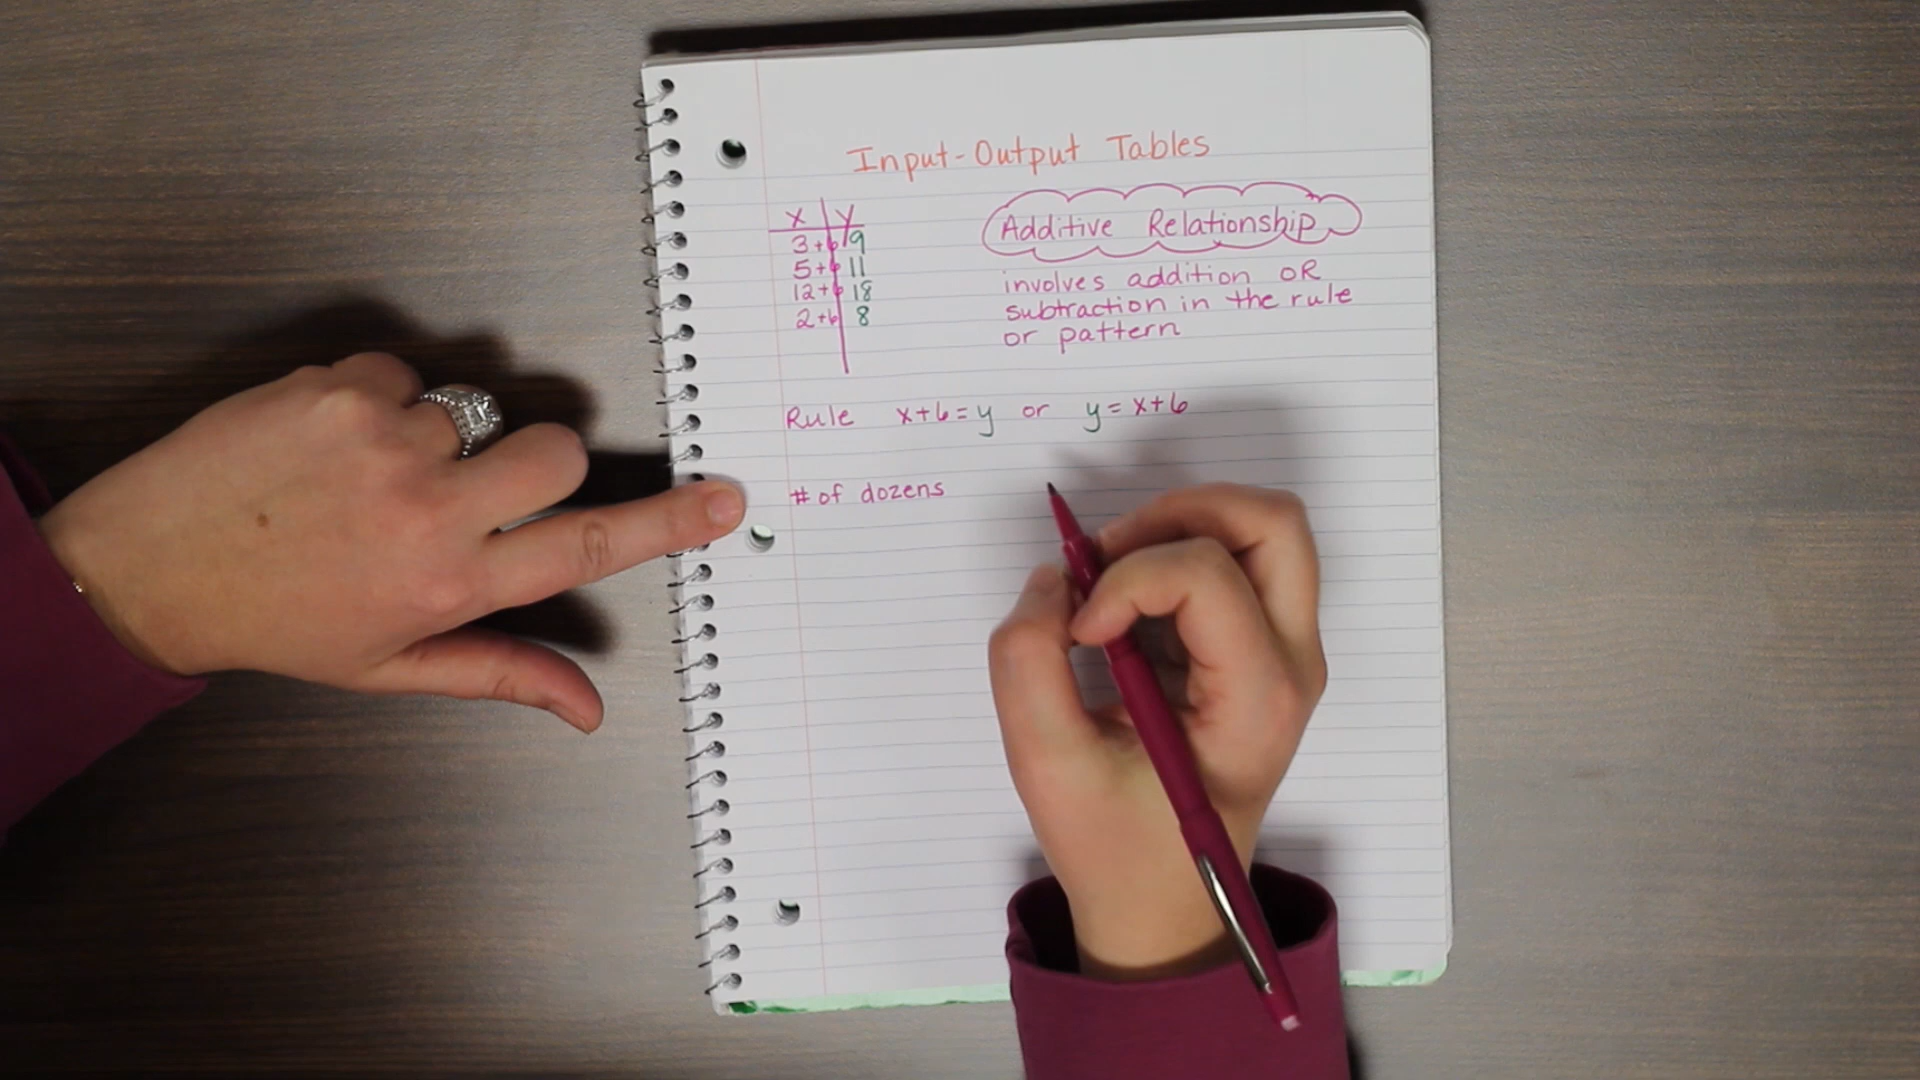 Input-Output Tables
x y
3+6 9
5+6 11
12+6 18
2+6 8
Additive Relationship
involves addition OR
subtraction in the rule
or pattern
Rule x+6=y or y=x+6
# of dozens